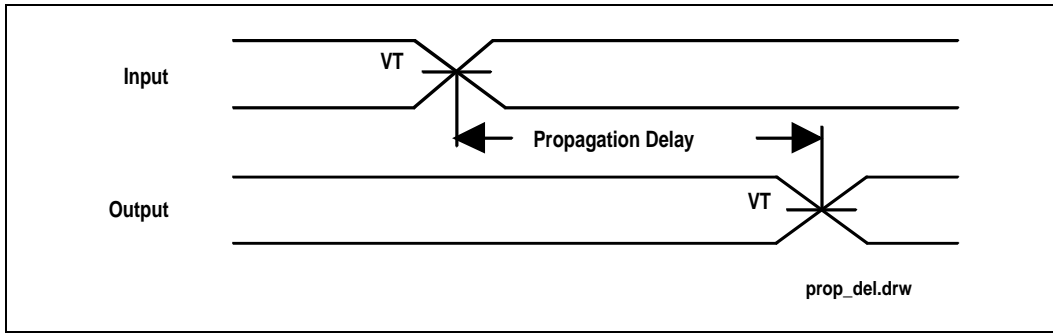 VT
Input
Propagation Delay
VT
Output
prop_del.drw